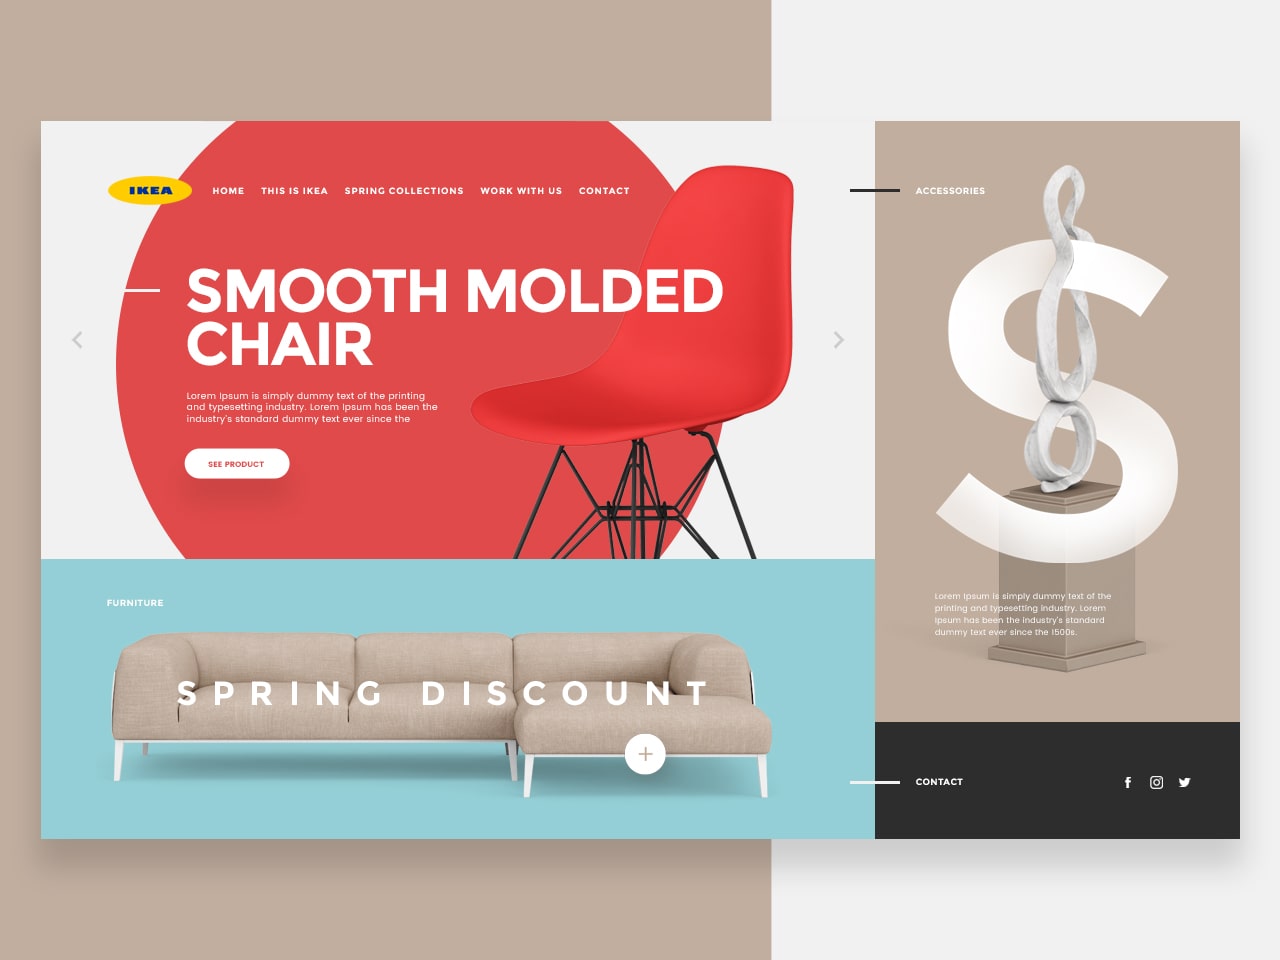 IKEA
HOME THIS IS IKEA SPRING COLLECTIONS WORK WITH US CONTACT
SMOOTH MOLDED
CHAIR
Lorem Ipsum is simply dummy text of the printing
and typesetting industry. Lorem Ipsum has been the
industry's standard dummy text ever since the
SEE PRODUCT
FURNITURE
SPRING DISCOUNT
ACCESSORIES
S
Lorem Ipsum is simply dummy text of the
printing and typesetting industry. Lorem
Ipsum has been the industry's standard
dummy text ever since the 1500s.
CONTACT